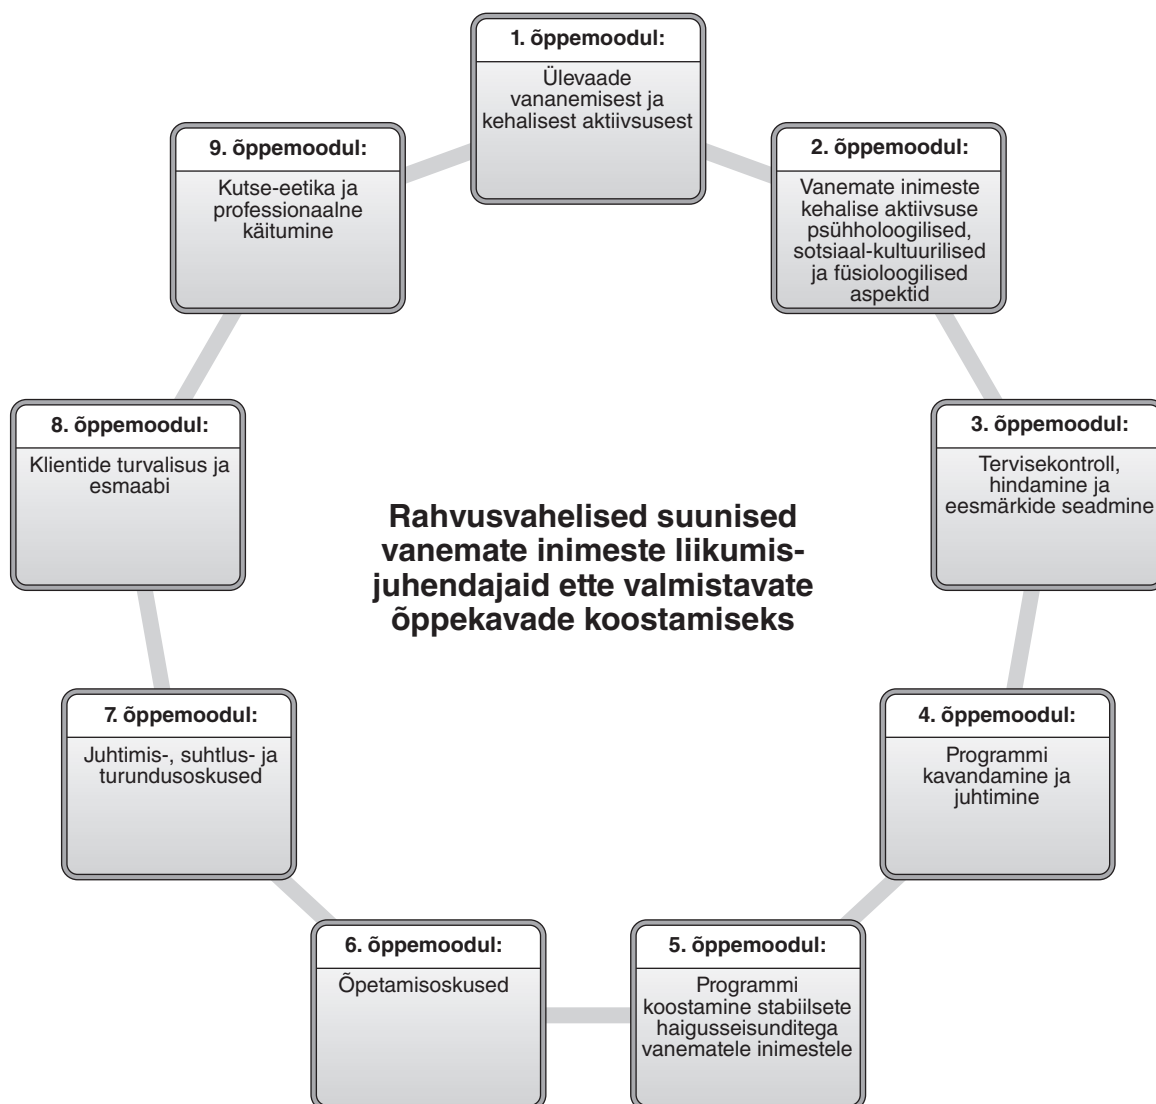 1. õppemoodul:
Ülevaade
vananemisest ja
kehalisest aktiivsusest
2. õppemoodul:
Vanemate inimeste
kehalise aktiivsuse
psühholoogilised,
sotsiaal-kultuurilised
ja füsioloogilised
aspektid
3. õppemoodul:
Tervisekontroll,
hindamine ja
eesmärkide seadmine
4. õppemoodul:
Programmi
kavandamine ja
juhtimine
5. õppemoodul:
Programmi
koostamine stabiilsete
haigusseisunditega
vanematele inimestele
6. õppemoodul:
Õpetamisoskused
7. õppemoodul:
Juhtimis-, suhtlus- ja
turundusoskused
8. õppemoodul:
Klientide turvalisus ja
esmaabi
9. õppemoodul:
Kutse-eetika ja
professionaalne
käitumine
Rahvusvahelised suunised
vanemate inimeste liikumis-
juhendajaid ette valmistavate
õppekavade koostamiseks